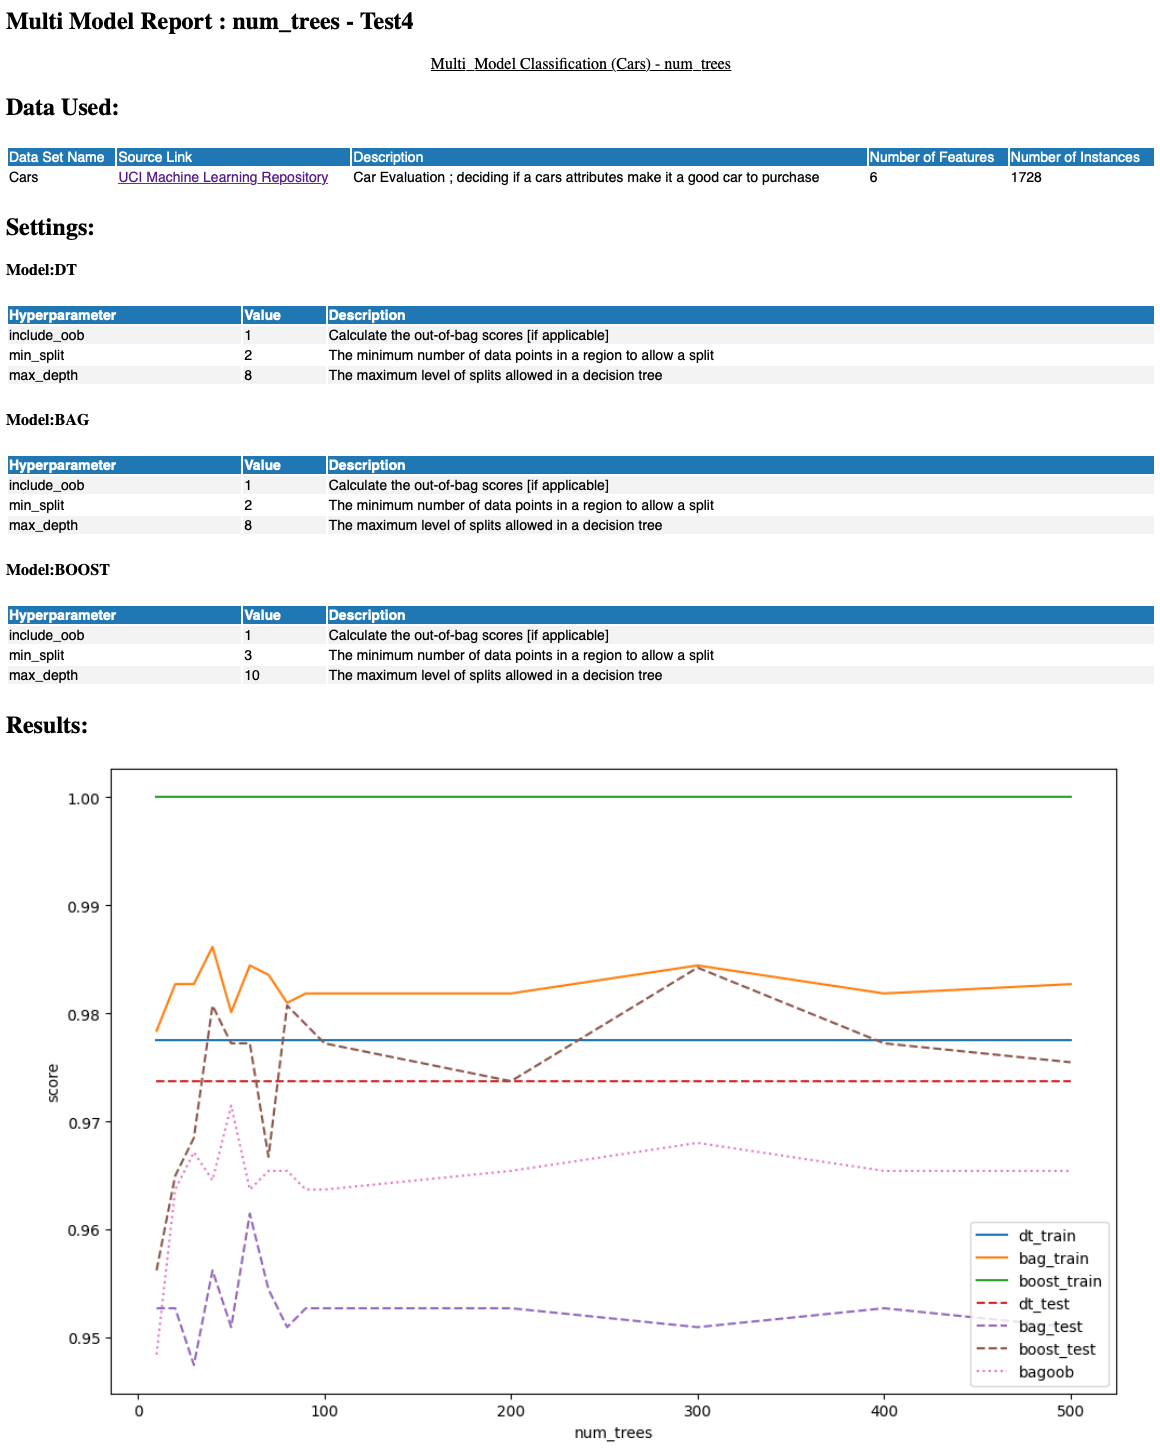 Multi Model Report : num_trees - Test4
Multi_Model Classification (Cars) - num_trees
Data Used:
Data Set Name Source Link Description Number of Features Number of Instances
Cars UCI Machine Learning Repository Car Evaluation ; deciding if a cars attributes make it a good car to purchase 6 1728
Settings:
Model:DT
Hyperparameter Value Description
include_oob 1 Calculate the out-of-bag scores [if applicable]
min_split 2 The minimum number of data points in a region to allow a split
max_depth 8 The maximum level of splits allowed in a decision tree
Model:BAG
Hyperparameter Value Description
include_oob 1 Calculate the out-of-bag scores [if applicable]
min_split 2 The minimum number of data points in a region to allow a split
max_depth 8 The maximum level of splits allowed in a decision tree
Model:BOOST
Hyperparameter Value Description
include_oob 1 Calculate the out-of-bag scores [if applicable]
min_split 3 The minimum number of data points in a region to allow a split
max_depth 10 The maximum level of splits allowed in a decision tree
Results:
1.00
0.99
0.98
0.97
0.96
0.95
score
dt_train
bag_train
boost_train
dt_test
bag_test
boost_test
bagoob
0 100 200 300 400 500
num_trees